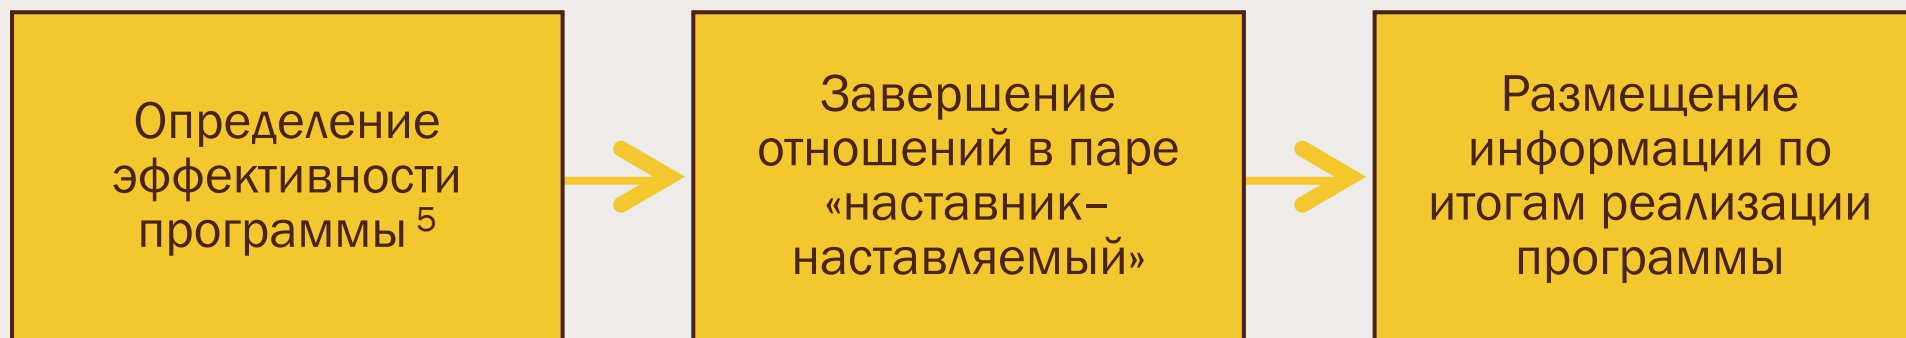 Определение
эффективности
программы ⁵
Завершение
отношений в паре
«наставник–
наставляемый»
Размещение
информации по
итогам реализации
программы